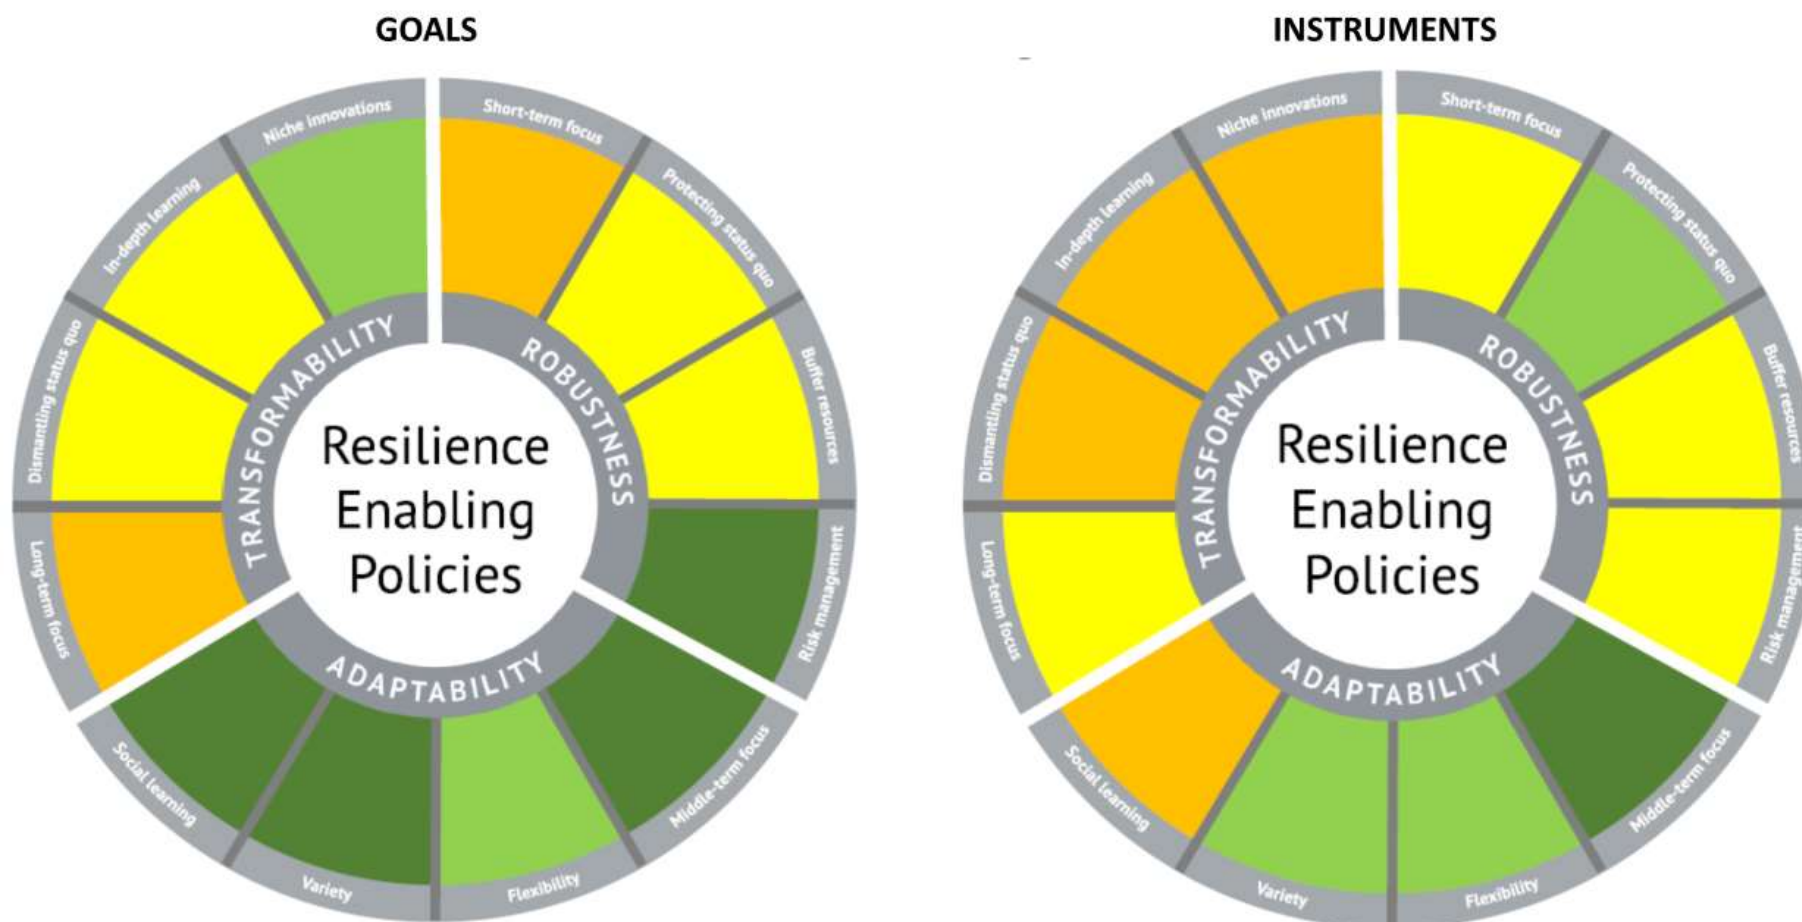 GOALS
Niche innovations
Short-term focus
Protecting status quo
Buffer resources
Risk management
Middle-term focus
Flexibility
Variety
Social learning
Long-term focus
Dismantling status quo
In-depth learning
TRANSFORMABILITY
ROBUSTNESS
ADAPTABILITY
Resilience
Enabling
Policies
INSTRUMENTS
Niche innovations
Short-term focus
Protecting status quo
Buffer resources
Risk management
Middle-term focus
Flexibility
Variety
Social learning
Long-term focus
Dismantling status quo
In-depth learning
TRANSFORMABILITY
ROBUSTNESS
ADAPTABILITY
Resilience
Enabling
Policies